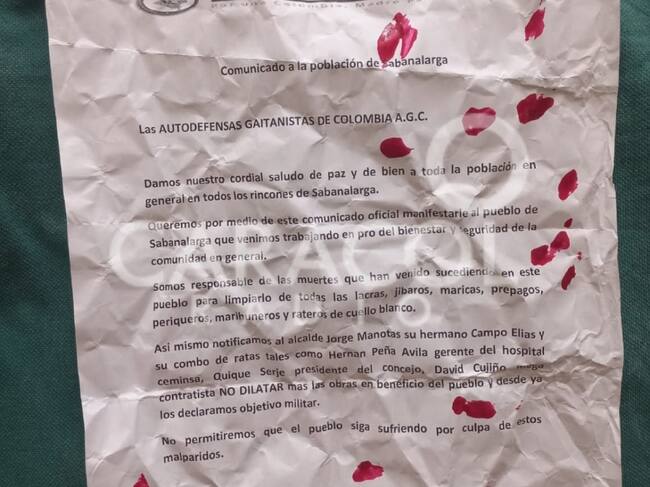 Comunicado a la población de Sabanalarga
Las AUTODEFENSAS GAITANISTAS DE COLOMBIA A.G.C.
Damos nuestro cordial saludo de paz y de bien a toda la población en
general en todos los rincones de Sabanalarga.
Queremos por medio de este comunicado oficial manifestarle al pueblo de
Sabanalarga que venimos trabajando en pro del bienestar y seguridad de la
comunidad en general.
Somos responsable de las muertes que han venido sucediendo en este
pueblo para limpiarlo de todas las lacras, jibaros, maricas, prepagos,
periqueros, marihuneros y rateros de cuello blanco.
Asi mismo notificamos al alcalde Jorge Manotas su hermano Campo Elias y
su combo de ratas tales como Hernan Peña Avila gerente del hospital
ceminsa, Quique Serje presidente del concejo, David Cujiño mega
contratista NO DILATAR mas las obras en beneficio del pueblo y desde ya
los declaramos objetivo militar.
No permitiremos que el pueblo siga sufriendo por culpa de estos
malparidos.
CARACOL